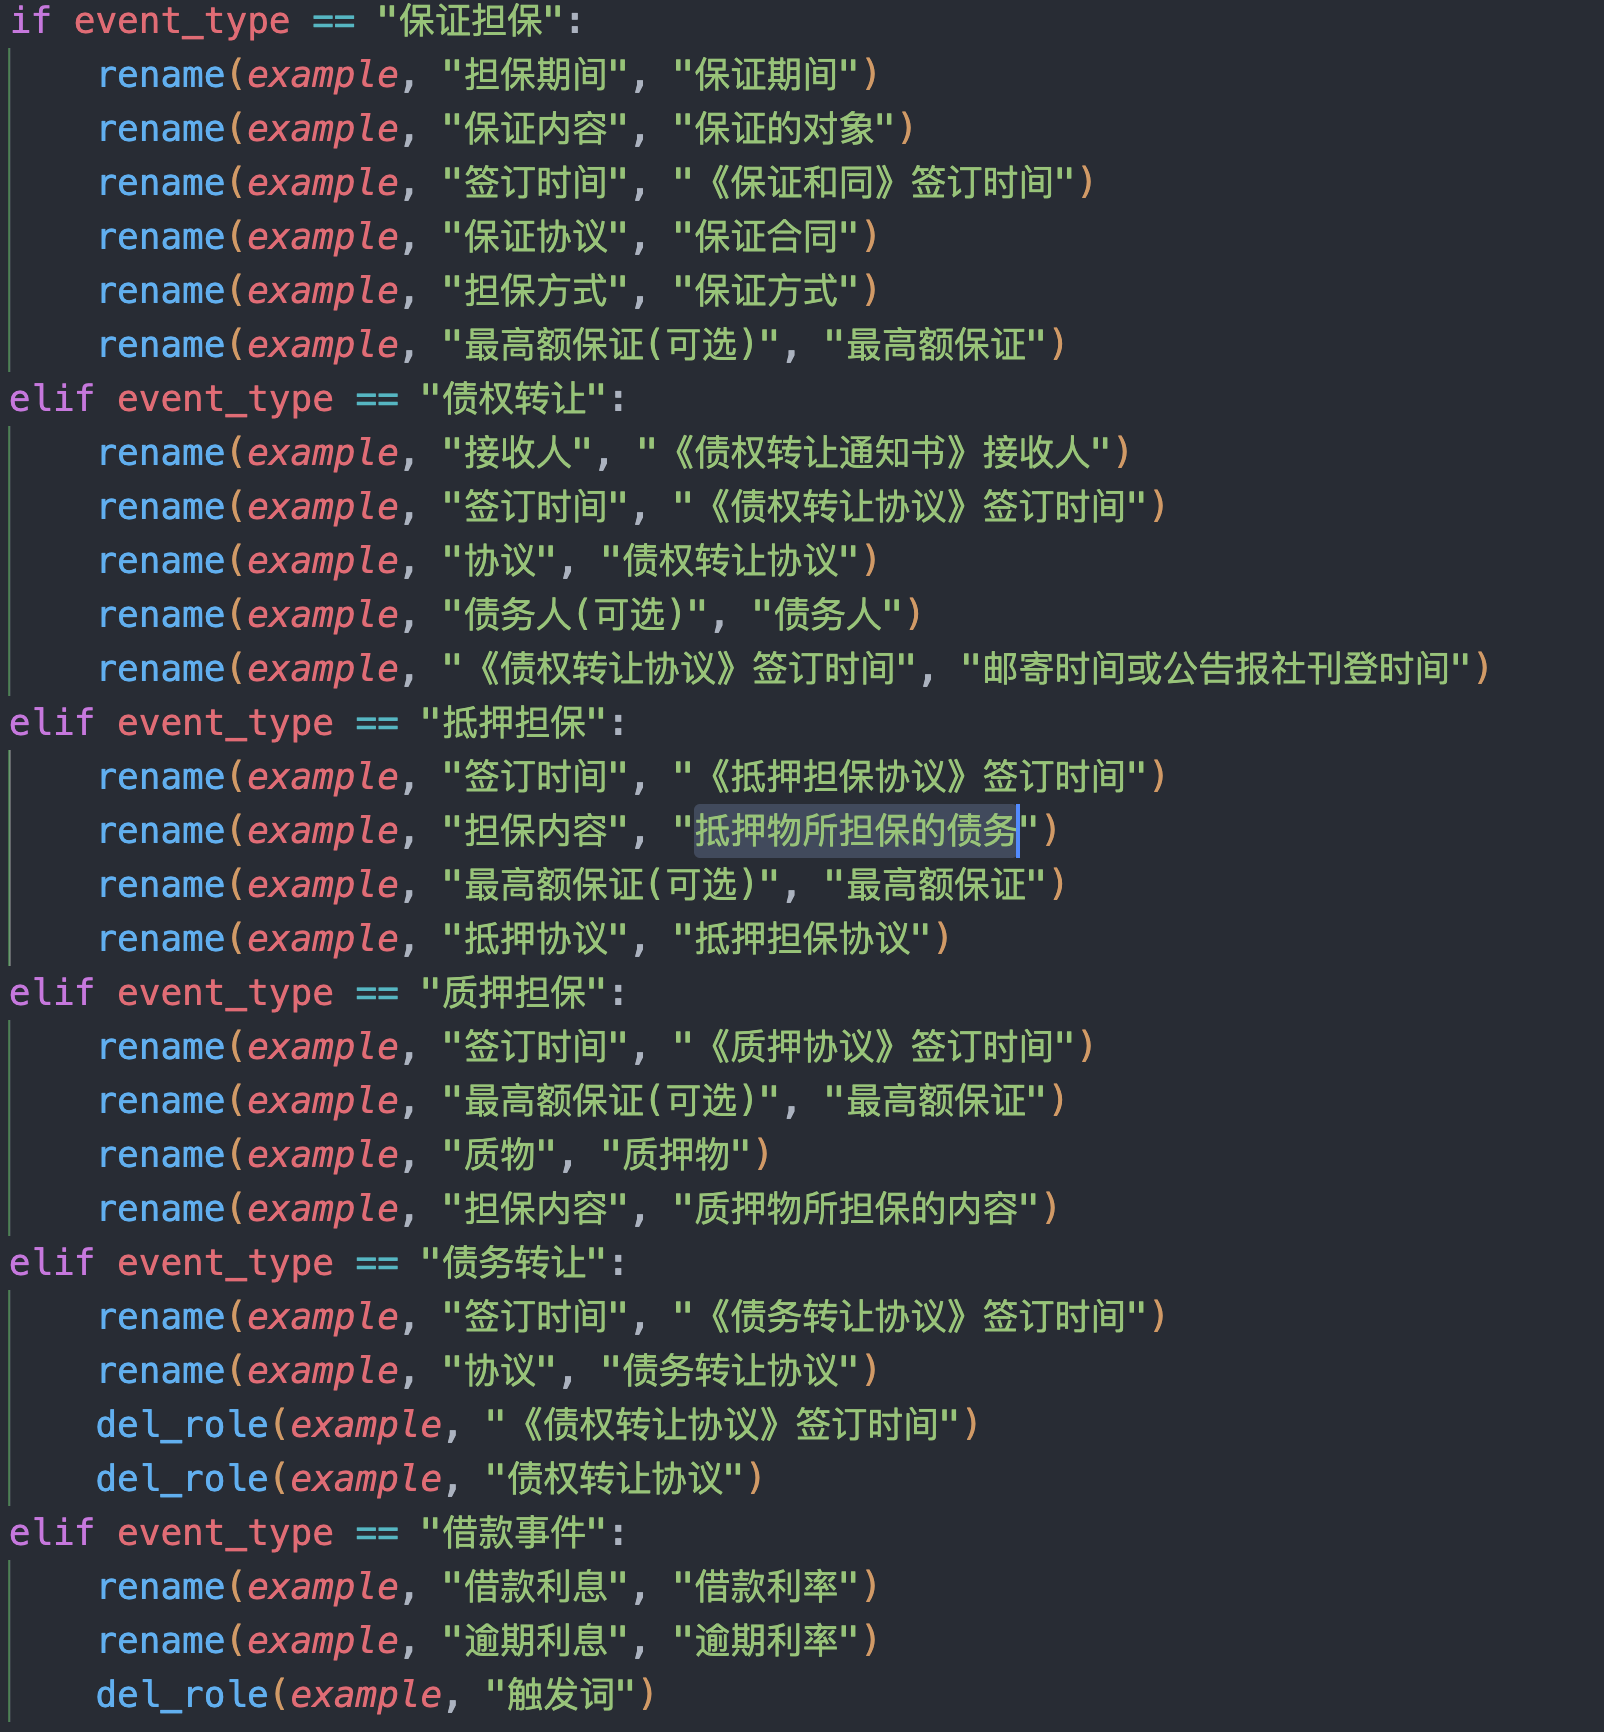 if event_type == "保证担保":
rename(example, "担保期间", "保证期间")
rename(example, "保证内容", "保证的对象")
rename(example, "签订时间", "《保证和同》签订时间")
rename(example, "保证协议", "保证合同")
rename(example, "担保方式", "保证方式")
rename(example, "最高额保证(可选)", "最高额保证")
elif event_type == "债权转让":
rename(example, "接收人", "《债权转让通知书》接收人")
rename(example, "签订时间", "《债权转让协议》签订时间")
rename(example, "协议", "债权转让协议")
rename(example, "债务人(可选)", "债务人")
rename(example, "《债权转让协议》签订时间", "邮寄时间或公告报社刊登时间")
elif event_type == "抵押担保":
rename(example, "签订时间", "《抵押担保协议》签订时间")
rename(example, "担保内容", "抵押物所担保的债务")
rename(example, "最高额保证(可选)", "最高额保证")
rename(example, "抵押协议", "抵押担保协议")
elif event_type == "质押担保":
rename(example, "签订时间", "《质押协议》签订时间")
rename(example, "最高额保证(可选)", "最高额保证")
rename(example, "质物", "质押物")
rename(example, "担保内容", "质押物所担保的内容")
elif event_type == "债务转让":
rename(example, "签订时间", "《债务转让协议》签订时间")
rename(example, "协议", "债务转让协议")
del_role(example, "《债权转让协议》签订时间")
del_role(example, "债权转让协议")
elif event_type == "借款事件":
rename(example, "借款利息", "借款利率")
rename(example, "逾期利息", "逾期利率")
del_role(example, "触发词")